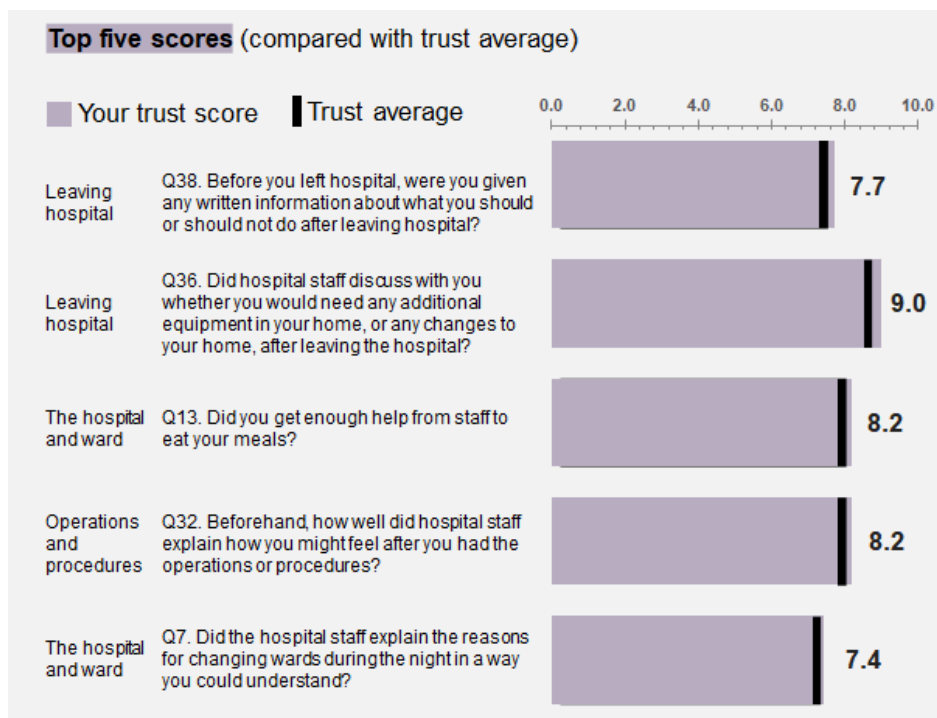 Top five scores (compared with trust average)
Your trust score
Trust average
0.0 2.0 4.0 6.0 8.0 10.0
Leaving
hospital
Q38. Before you left hospital, were you given
any written information about what you should
or should not do after leaving hospital?
7.7
Leaving
hospital
Q36. Did hospital staff discuss with you
whether you would need any additional
equipment in your home, or any changes to
your home, after leaving the hospital?
9.0
The hospital
and ward
Q13. Did you get enough help from staff to
eat your meals?
8.2
Operations
and
procedures
Q32. Beforehand, how well did hospital staff
explain how you might feel after you had the
operations or procedures?
8.2
The hospital
and ward
Q7. Did the hospital staff explain the reasons
for changing wards during the night in a way
you could understand?
7.4